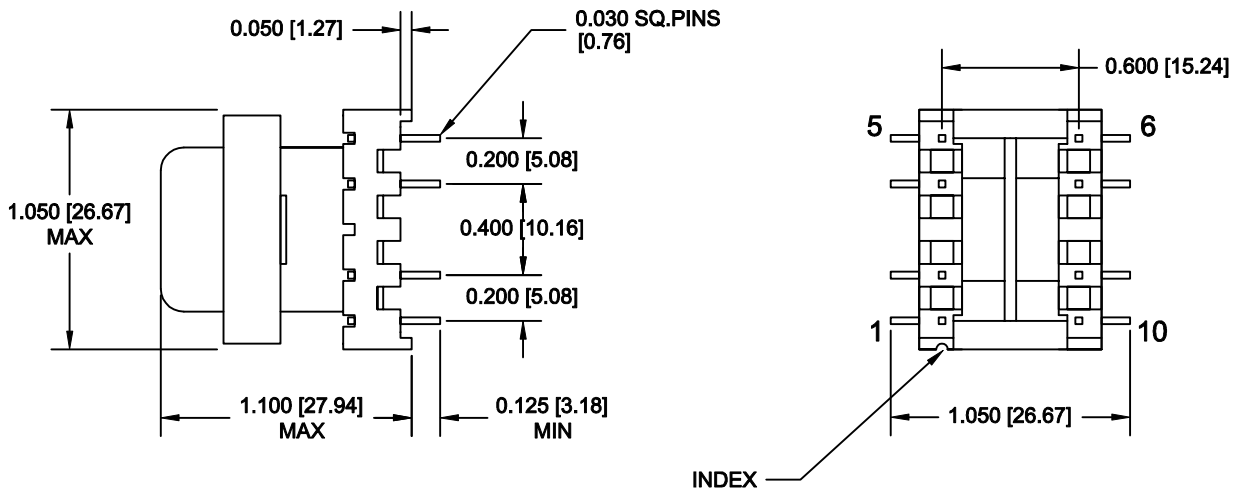 0.050 [1.27]
0.030 SQ.PINS
[0.76]
0.600 [15.24]
5
6
0.200 [5.08]
1.050 [26.67]
MAX
0.400 [10.16]
0.200 [5.08]
1
10
1.100 [27.94]
MAX
0.125 [3.18]
MIN
1.050 [26.67]
INDEX